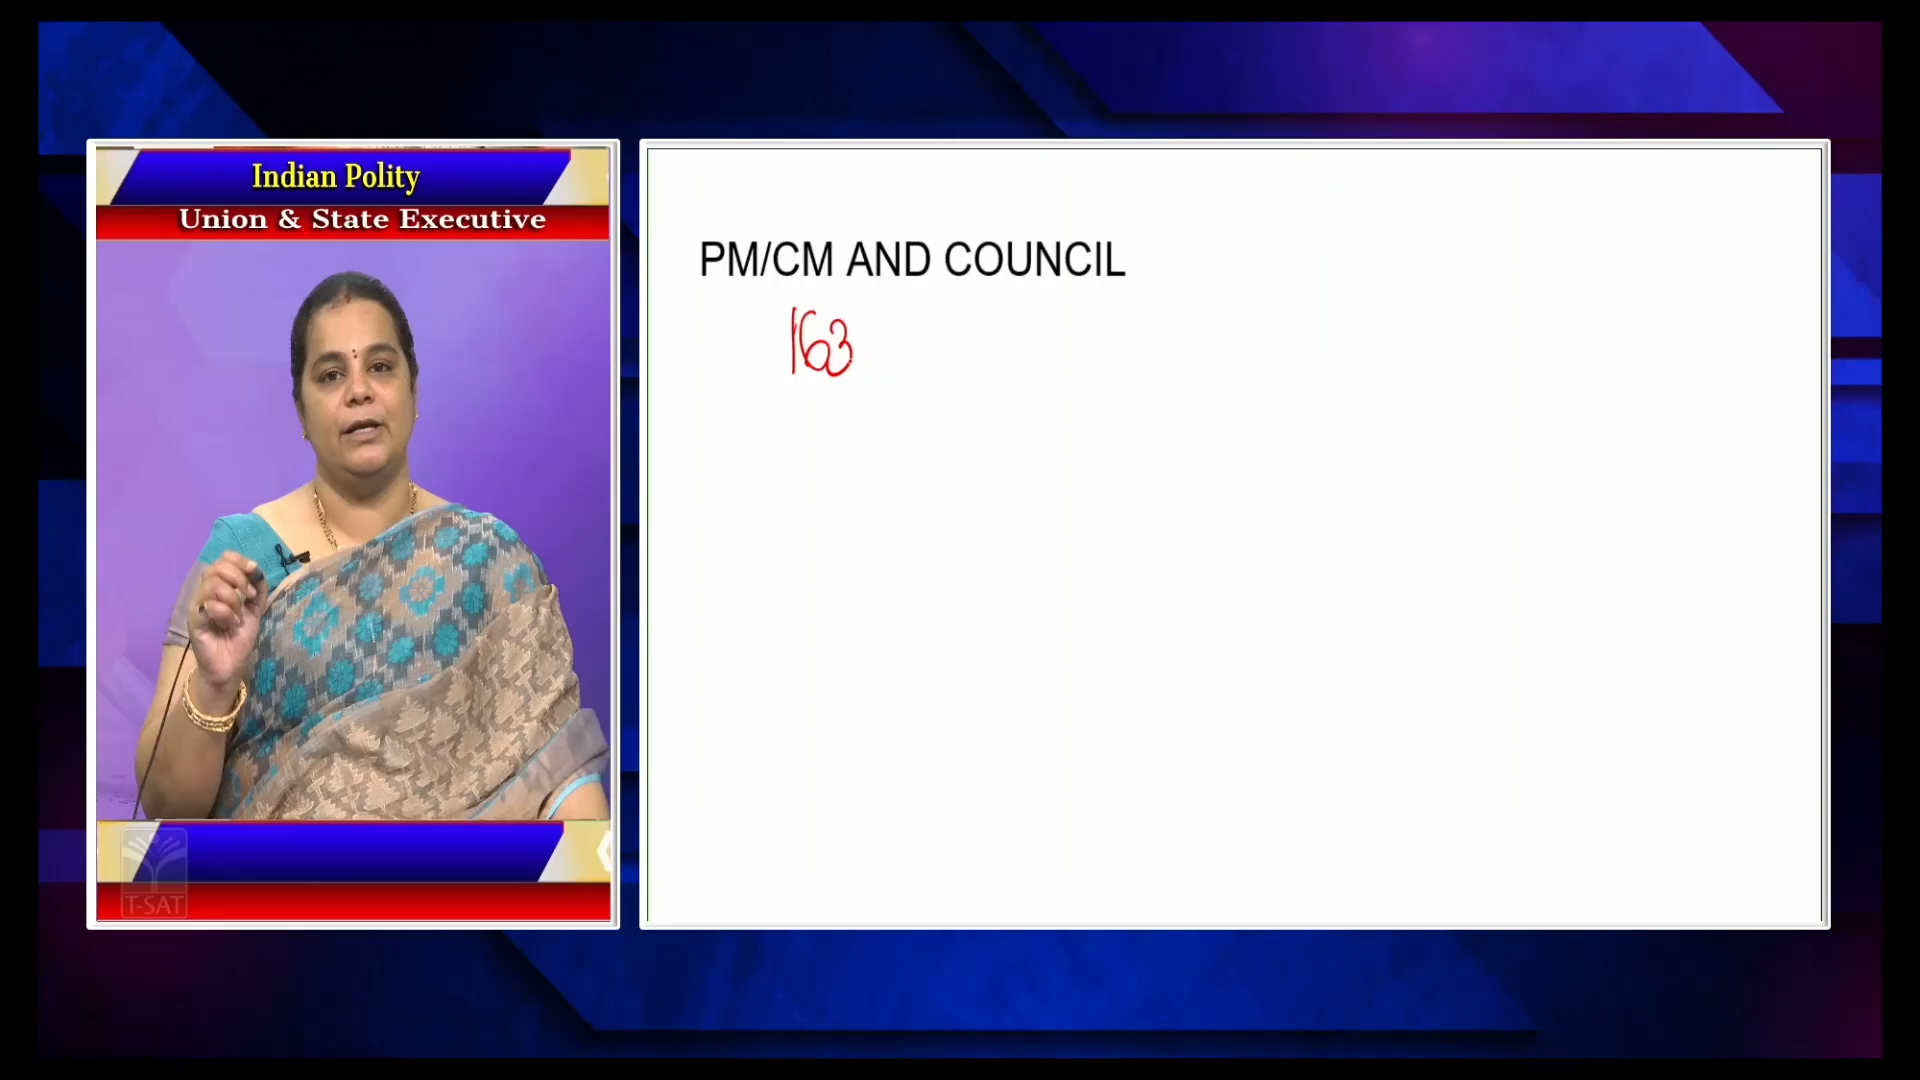 Indian Polity
Union & State Executive
PM/CM AND COUNCIL
163
T-SAT